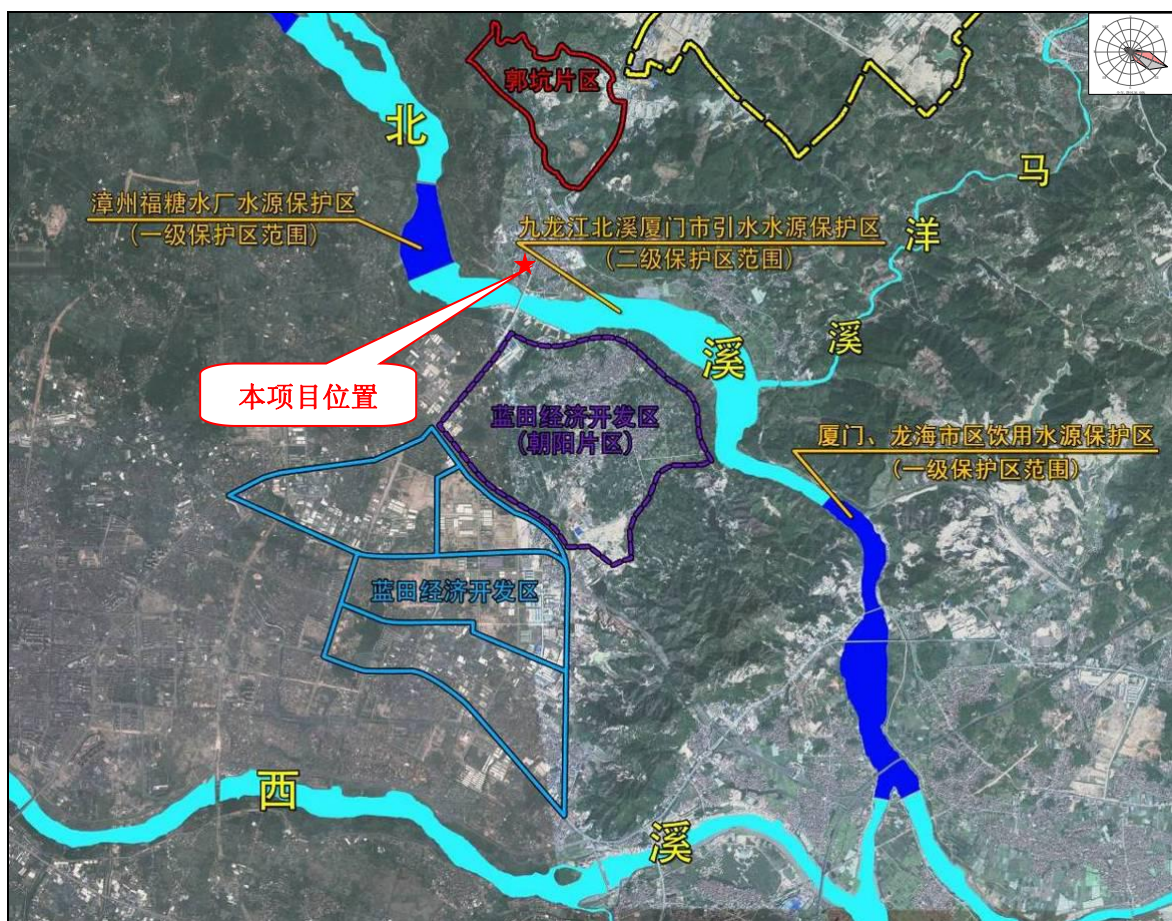 郭坑片区
北
马
漳州福糖水厂水源保护区
(一级保护区范围)
九龙江北溪厦门市引水水源保护区
(二级保护区范围)
洋
溪
溪
本项目位置
蓝田经济开发区
(朝阳片区)
厦门、龙海市区饮用水源保护区
(一级保护区范围)
蓝田经济开发区
西
溪